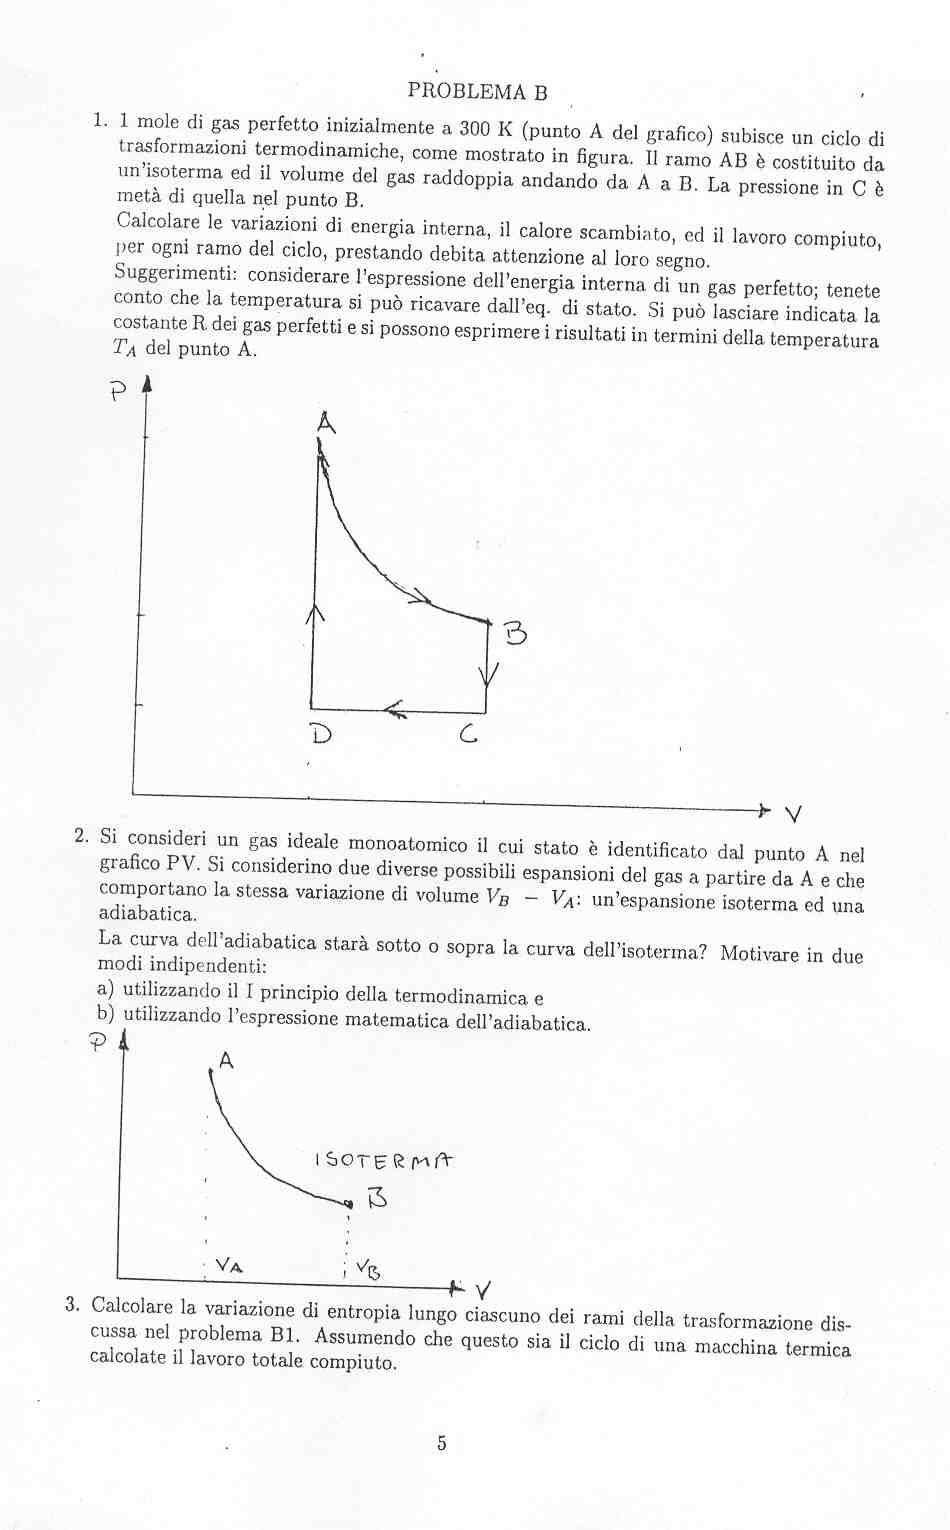 PROBLEMA B
1. 1 mole di gas perfetto inizialmente a 300 K (punto A del grafico) subisce un ciclo di
trasformazioni termodinamiche, come mostrato in figura. Il ramo AB è costituito da
un'isoterma ed il volume del gas raddoppia andando da A a B. La pressione in C è
metà di quella nel punto B.
Calcolare le variazioni di energia interna, il calore scambiato, ed il lavoro compiuto,
per ogni ramo del ciclo, prestando debita attenzione al loro segno.
Suggerimenti: considerare l'espressione dell'energia interna di un gas perfetto; tenete
conto che la temperatura si può ricavare dall'eq. di stato. Si può lasciare indicata la
costante R dei gas perfetti e si possono esprimere i risultati in termini della temperatura
T_A del punto A.
P
A
B
D C
V
2. Si consideri un gas ideale monoatomico il cui stato è identificato dal punto A nel
grafico PV. Si considerino due diverse possibili espansioni del gas a partire da A e che
comportano la stessa variazione di volume V_B − V_A: un'espansione isoterma ed una
adiabatica.
La curva dell'adiabatica starà sotto o sopra la curva dell'isoterma? Motivare in due
modi indipendenti:
a) utilizzando il I principio della termodinamica e
b) utilizzando l'espressione matematica dell'adiabatica.
P
A
ISOTERMA
B
V_A V_B
V
3. Calcolare la variazione di entropia lungo ciascuno dei rami della trasformazione dis-
cussa nel problema B1. Assumendo che questo sia il ciclo di una macchina termica
calcolate il lavoro totale compiuto.
5